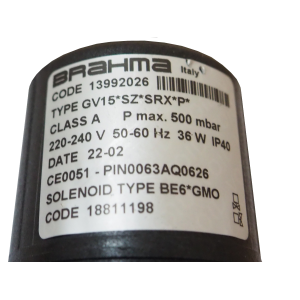 BRAHMA
Italy
CODE 13992026
TYPE GV15*SZ*SRX*P*
CLASS A P max. 500 mbar
220-240 V 50-60 Hz 36 W IP40
DATE 22-02
CE0051 - PIN0063AQ0626
SOLENOID TYPE BE6*GMO
CODE 18811198